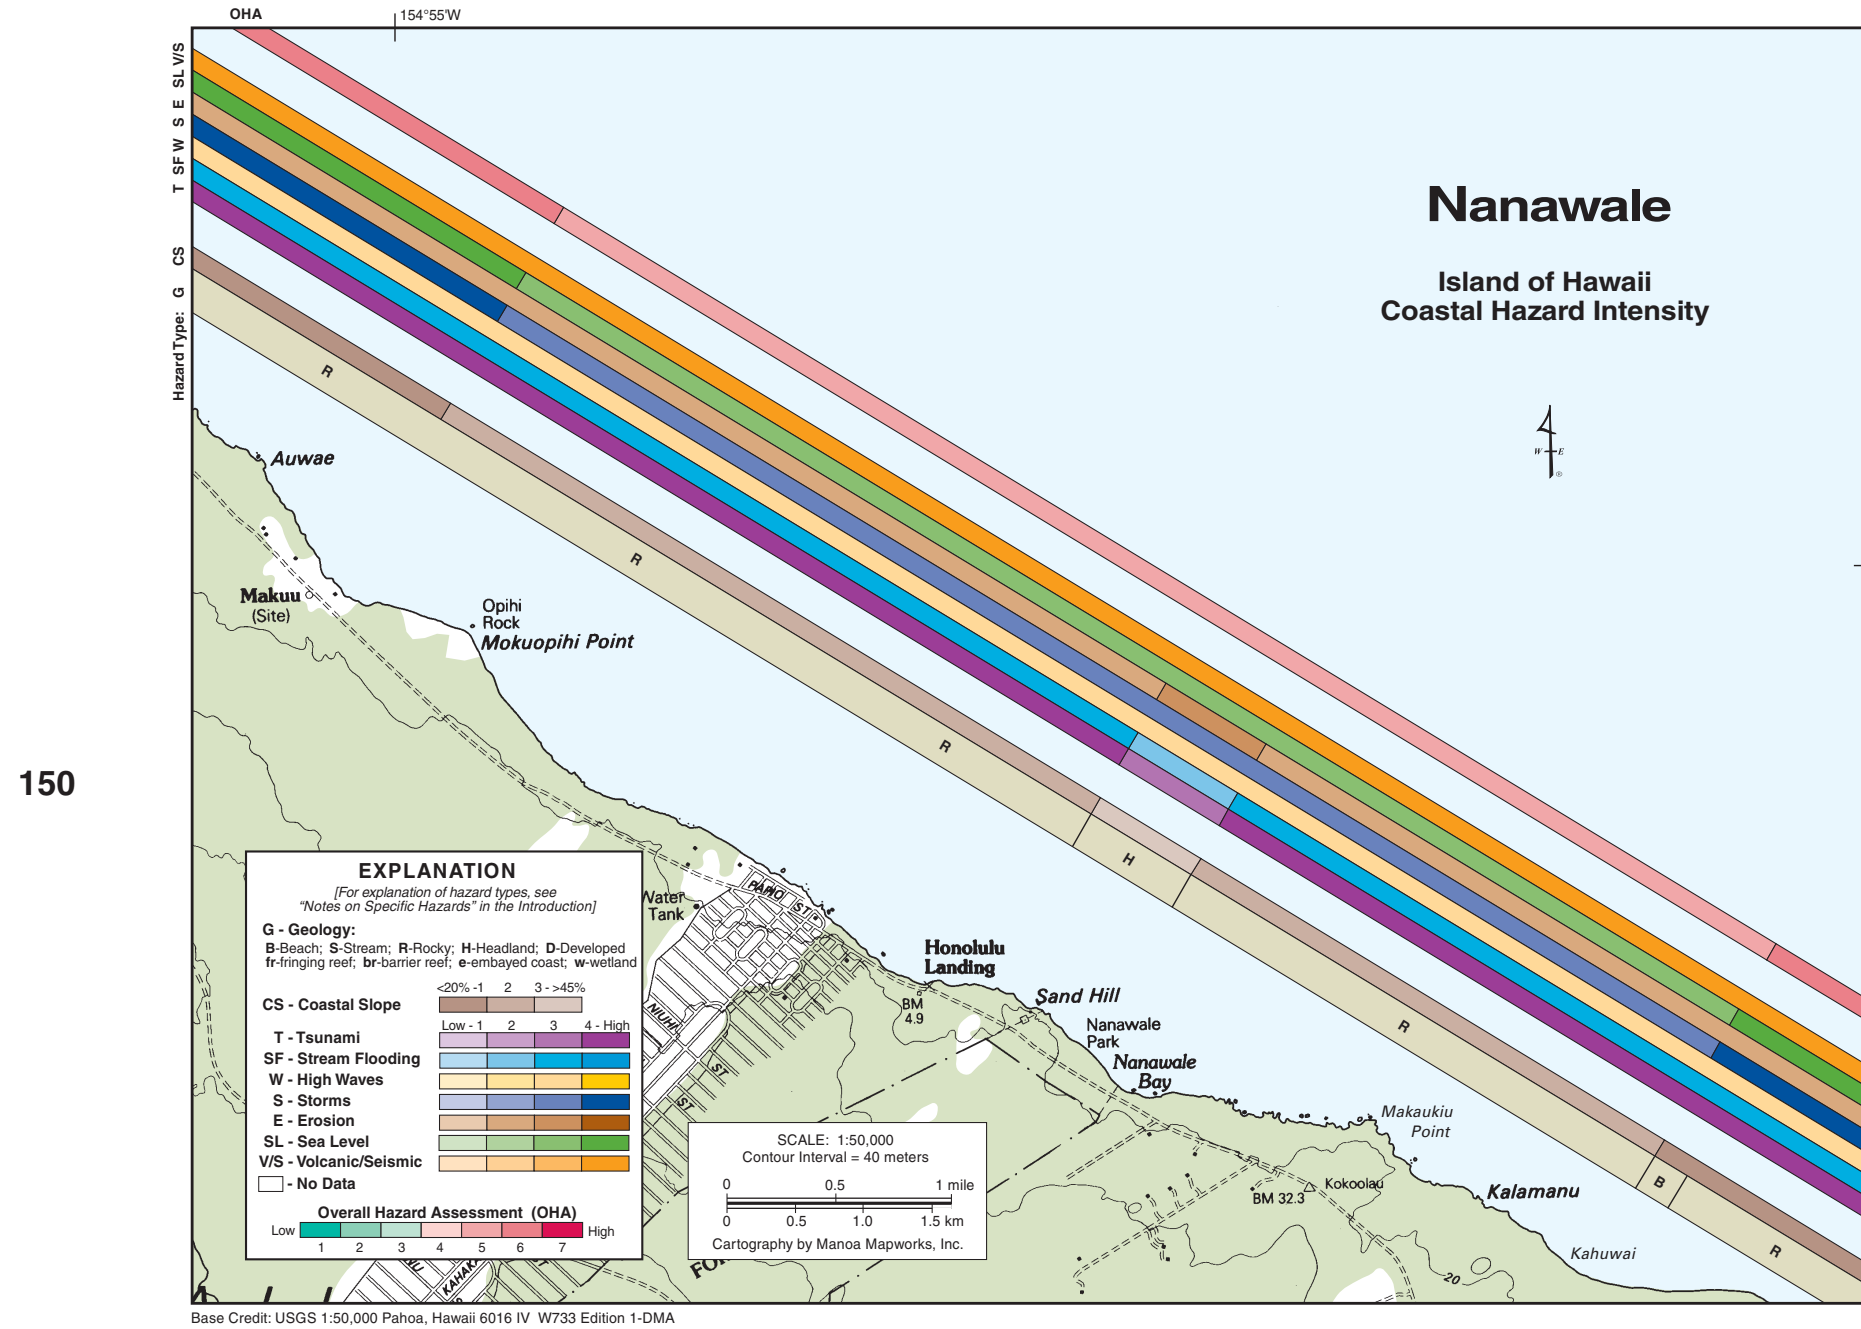 OHA
154°55'W
V/S
SL
E
S
W
SF
T
CS
G
Hazard Type:
Nanawale
Island of Hawaii
Coastal Hazard Intensity
W E
®
R
Auwae
R
Makuu
(Site)
Opihi
Rock
Mokuopihi Point
R
150
H
EXPLANATION
[For explanation of hazard types, see
“Notes on Specific Hazards” in the Introduction]
G - Geology:
B-Beach; S-Stream; R-Rocky; H-Headland; D-Developed
fr-fringing reef; br-barrier reef; e-embayed coast; w-wetland
<20% -1 2 3 - >45%
CS - Coastal Slope
Low - 1 2 3 4 - High
T - Tsunami
SF - Stream Flooding
W - High Waves
S - Storms
E - Erosion
SL - Sea Level
V/S - Volcanic/Seismic
- No Data
Overall Hazard Assessment (OHA)
Low High
1 2 3 4 5 6 7
Water
Tank
PAPIO ST
NIUHI
ST
ST
Honolulu
Landing
BM
4.9
Sand Hill
Nanawale
Park
Nanawale
Bay
R
Makaukiu
Point
SCALE: 1:50,000
Contour Interval = 40 meters
0 0.5 1 mile
0 0.5 1.0 1.5 km
Cartography by Manoa Mapworks, Inc.
Kokoolau
BM 32.3
B
Kalamanu
R
Kahuwai
20
Base Credit: USGS 1:50,000 Pahoa, Hawaii 6016 IV W733 Edition 1-DMA